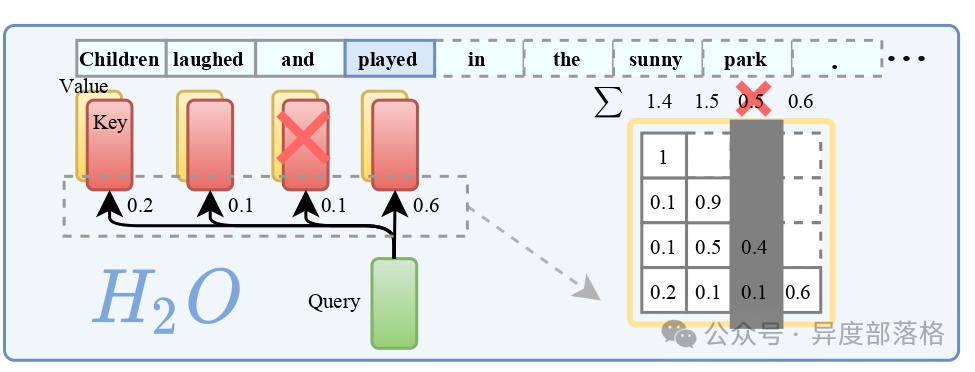 Children laughed and played in the sunny park . ...
Value
∑ 1.4 1.5 0.5 0.6
Key
1
0.2 0.1 0.1 0.6
0.1 0.9
0.1 0.5 0.4
0.2 0.1 0.1 0.6
H₂O
Query
公众号 · 异度部落格